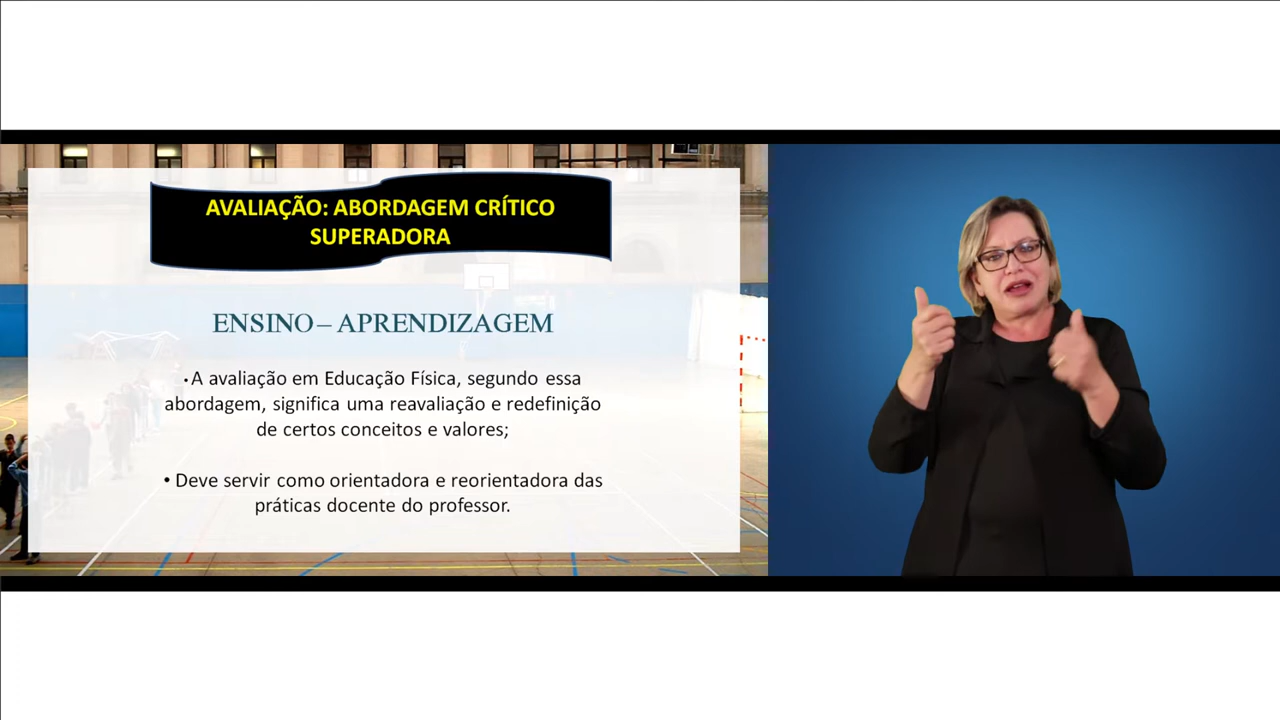 AVALIAÇÃO: ABORDAGEM CRÍTICO
SUPERADORA
ENSINO – APRENDIZAGEM
•A avaliação em Educação Física, segundo essa
abordagem, significa uma reavaliação e redefinição
de certos conceitos e valores;
• Deve servir como orientadora e reorientadora das
práticas docente do professor.